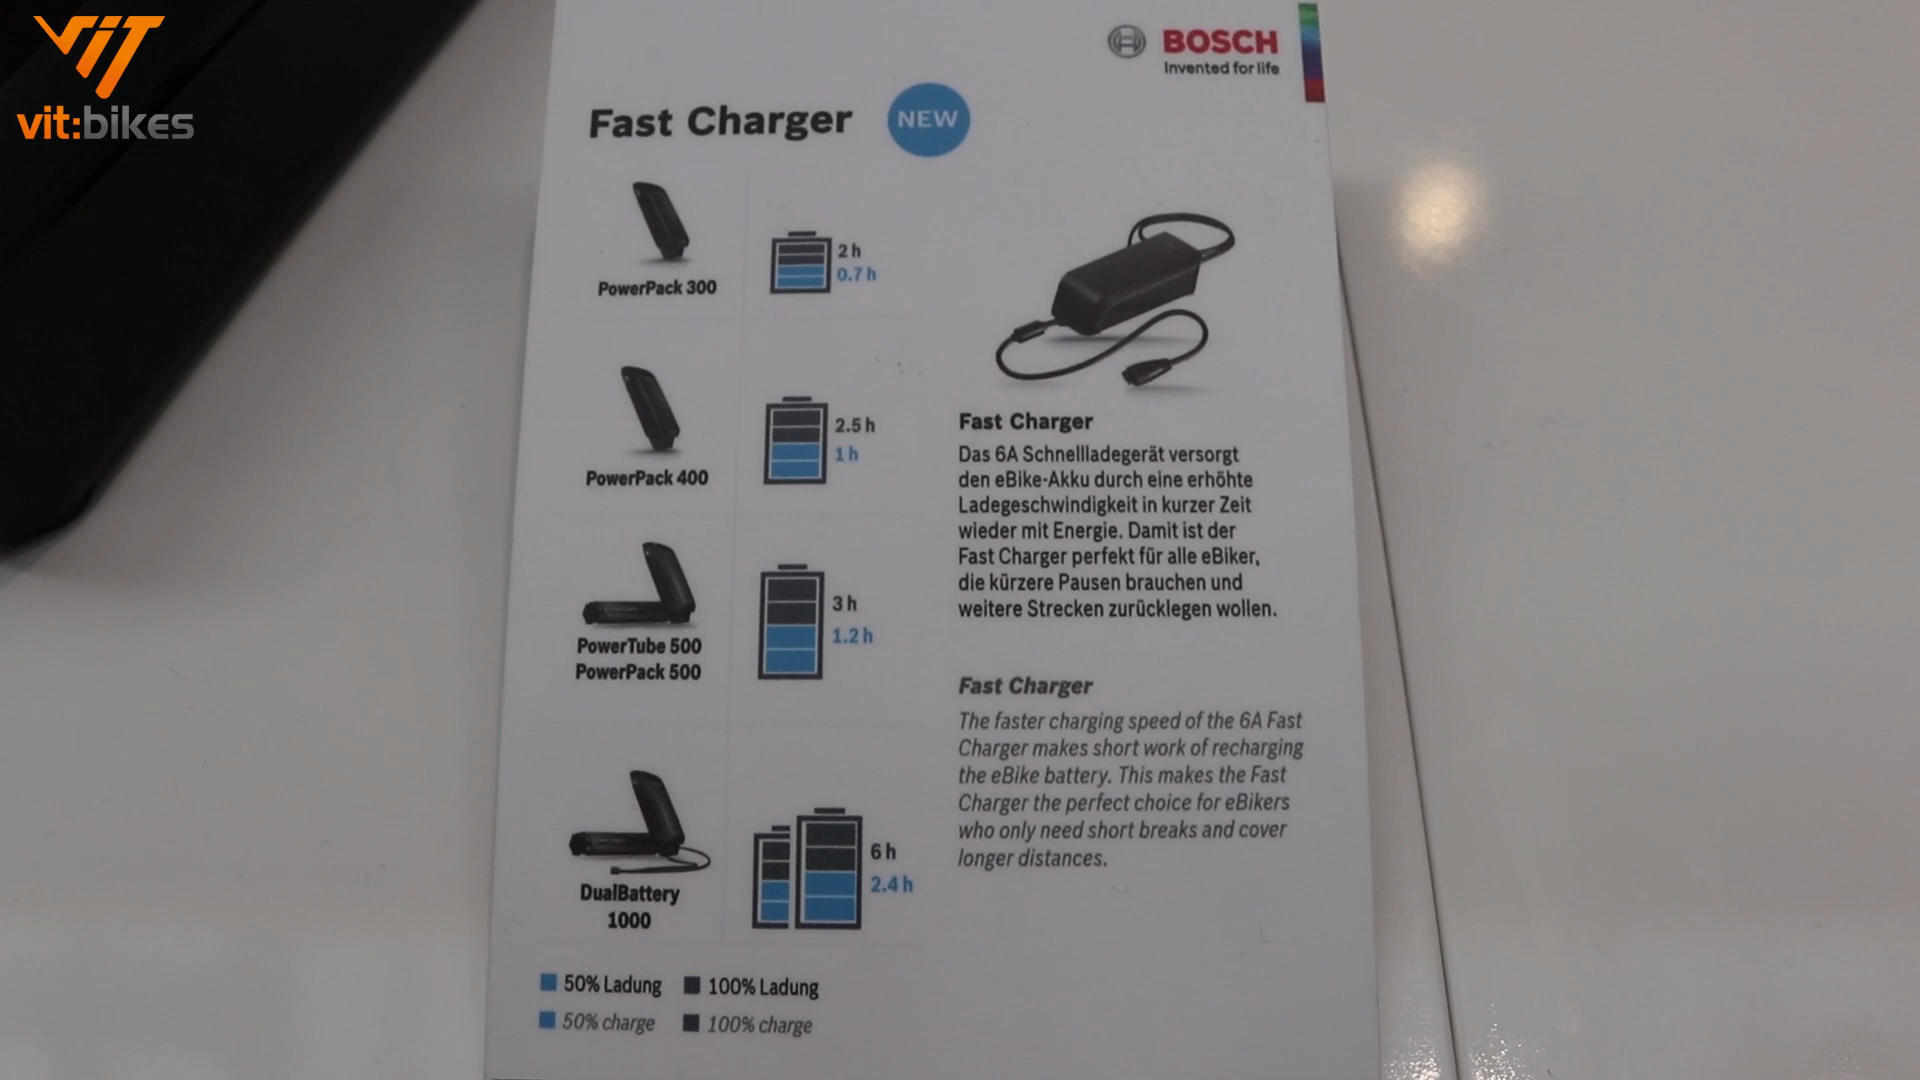 VIT
vit:bikes
BOSCH
Invented for life
Fast Charger
NEW
PowerPack 300
2 h
0.7 h
PowerPack 400
2.5 h
1 h
PowerTube 500
PowerPack 500
3 h
1.2 h
DualBattery
1000
6 h
2.4 h
50% Ladung
100% Ladung
50% charge
100% charge
Fast Charger
Das 6A Schnellladegerät versorgt
den eBike-Akku durch eine erhöhte
Ladegeschwindigkeit in kurzer Zeit
wieder mit Energie. Damit ist der
Fast Charger perfekt für alle eBiker,
die kürzere Pausen brauchen und
weitere Strecken zurücklegen wollen.
Fast Charger
The faster charging speed of the 6A Fast
Charger makes short work of recharging
the eBike battery. This makes the Fast
Charger the perfect choice for eBikers
who only need short breaks and cover
longer distances.